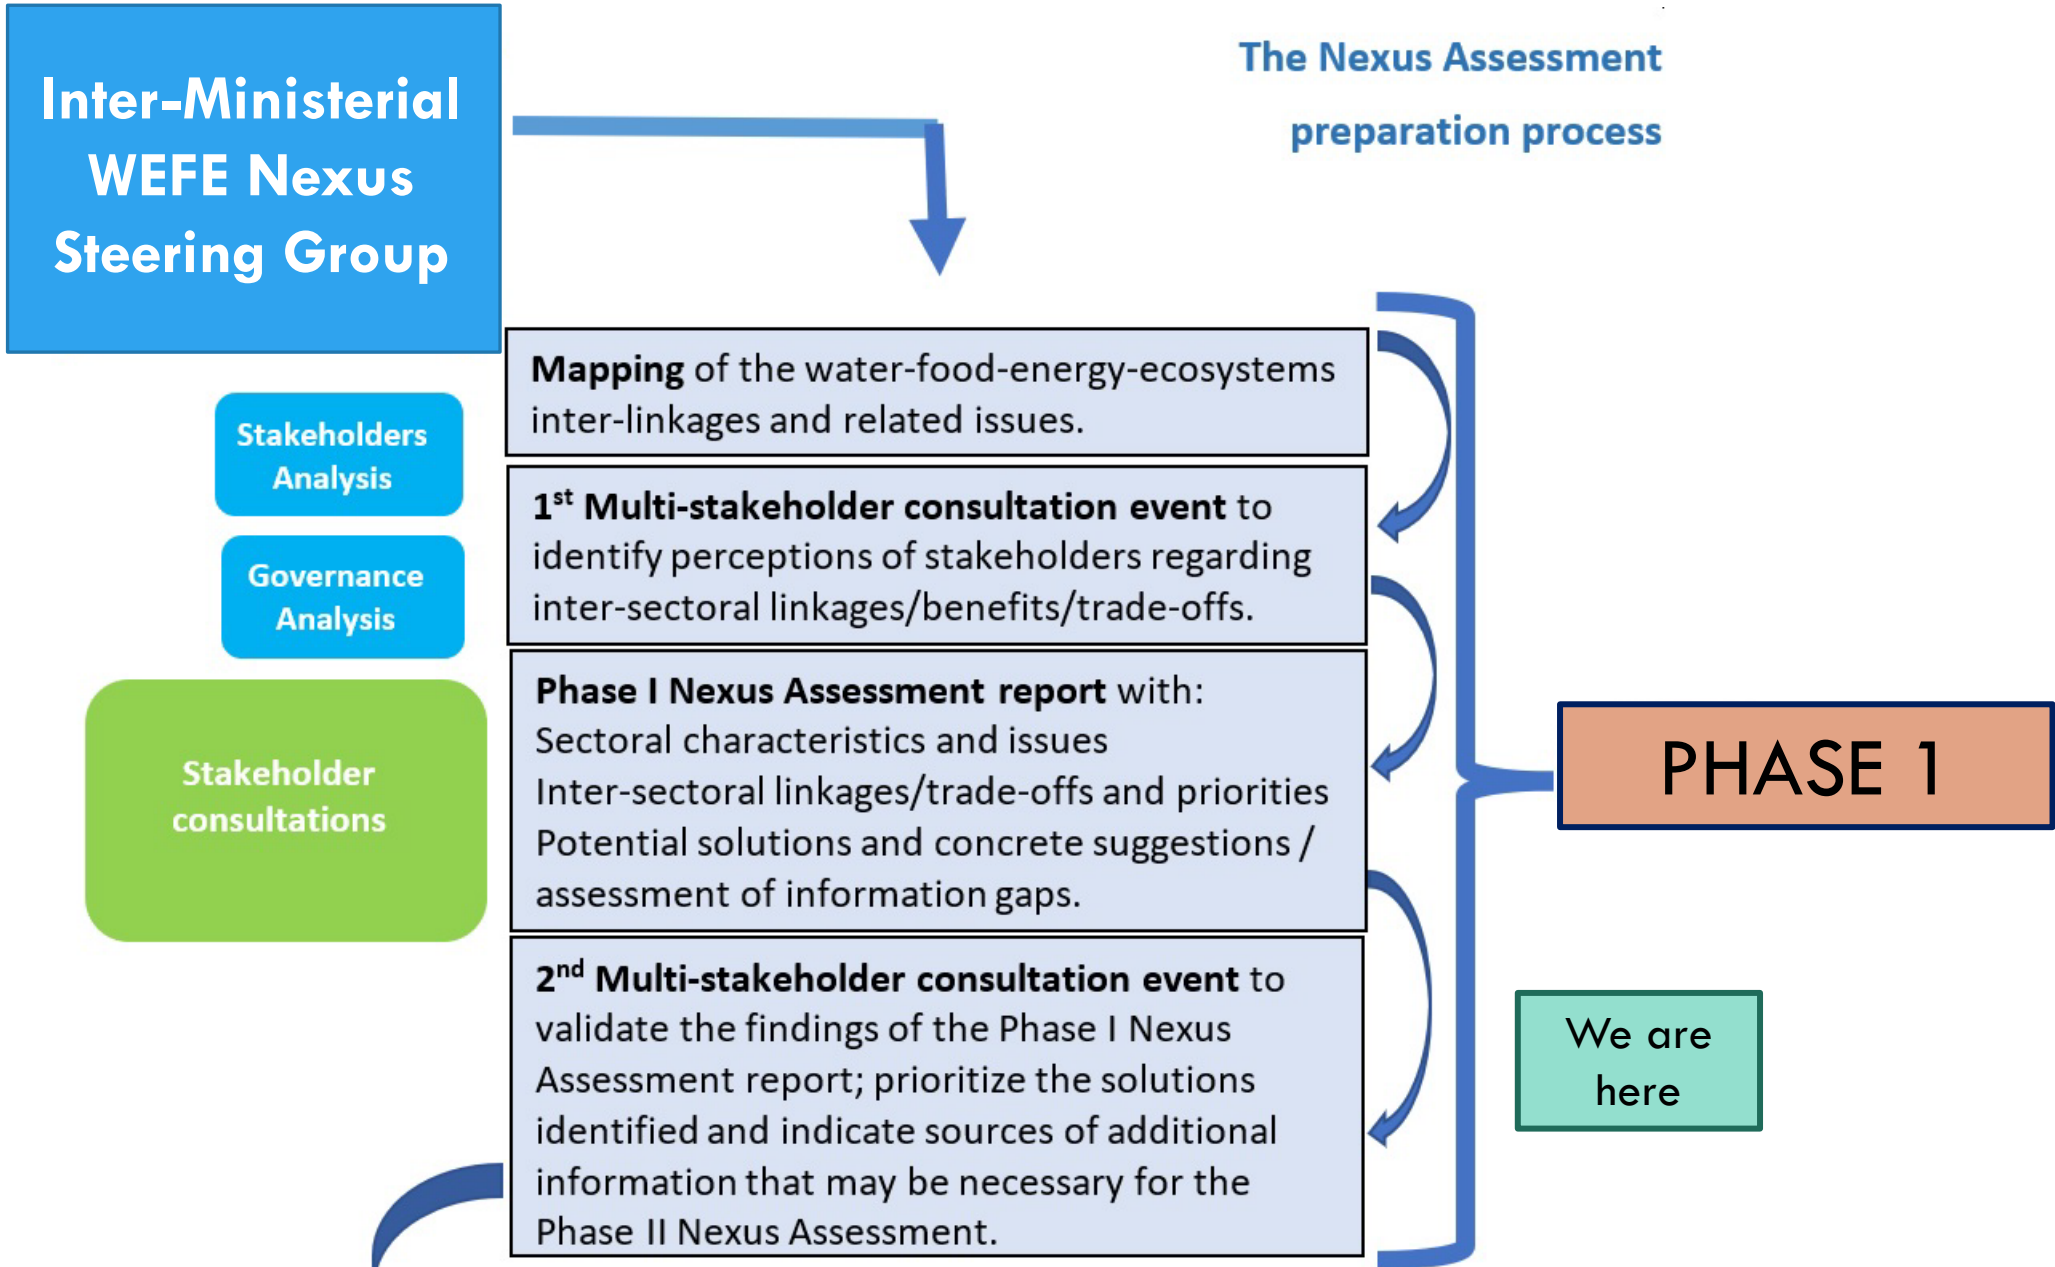 Inter-Ministerial
WEFE Nexus
Steering Group
The Nexus Assessment
preparation process
Mapping of the water-food-energy-ecosystems
inter-linkages and related issues.
Stakeholders
Analysis
1st Multi-stakeholder consultation event to
identify perceptions of stakeholders regarding
inter-sectoral linkages/benefits/trade-offs.
Governance
Analysis
Phase I Nexus Assessment report with:
Sectoral characteristics and issues
Inter-sectoral linkages/trade-offs and priorities
Potential solutions and concrete suggestions /
assessment of information gaps.
Stakeholder
consultations
PHASE 1
2nd Multi-stakeholder consultation event to
validate the findings of the Phase I Nexus
Assessment report; prioritize the solutions
identified and indicate sources of additional
information that may be necessary for the
Phase II Nexus Assessment.
We are
here